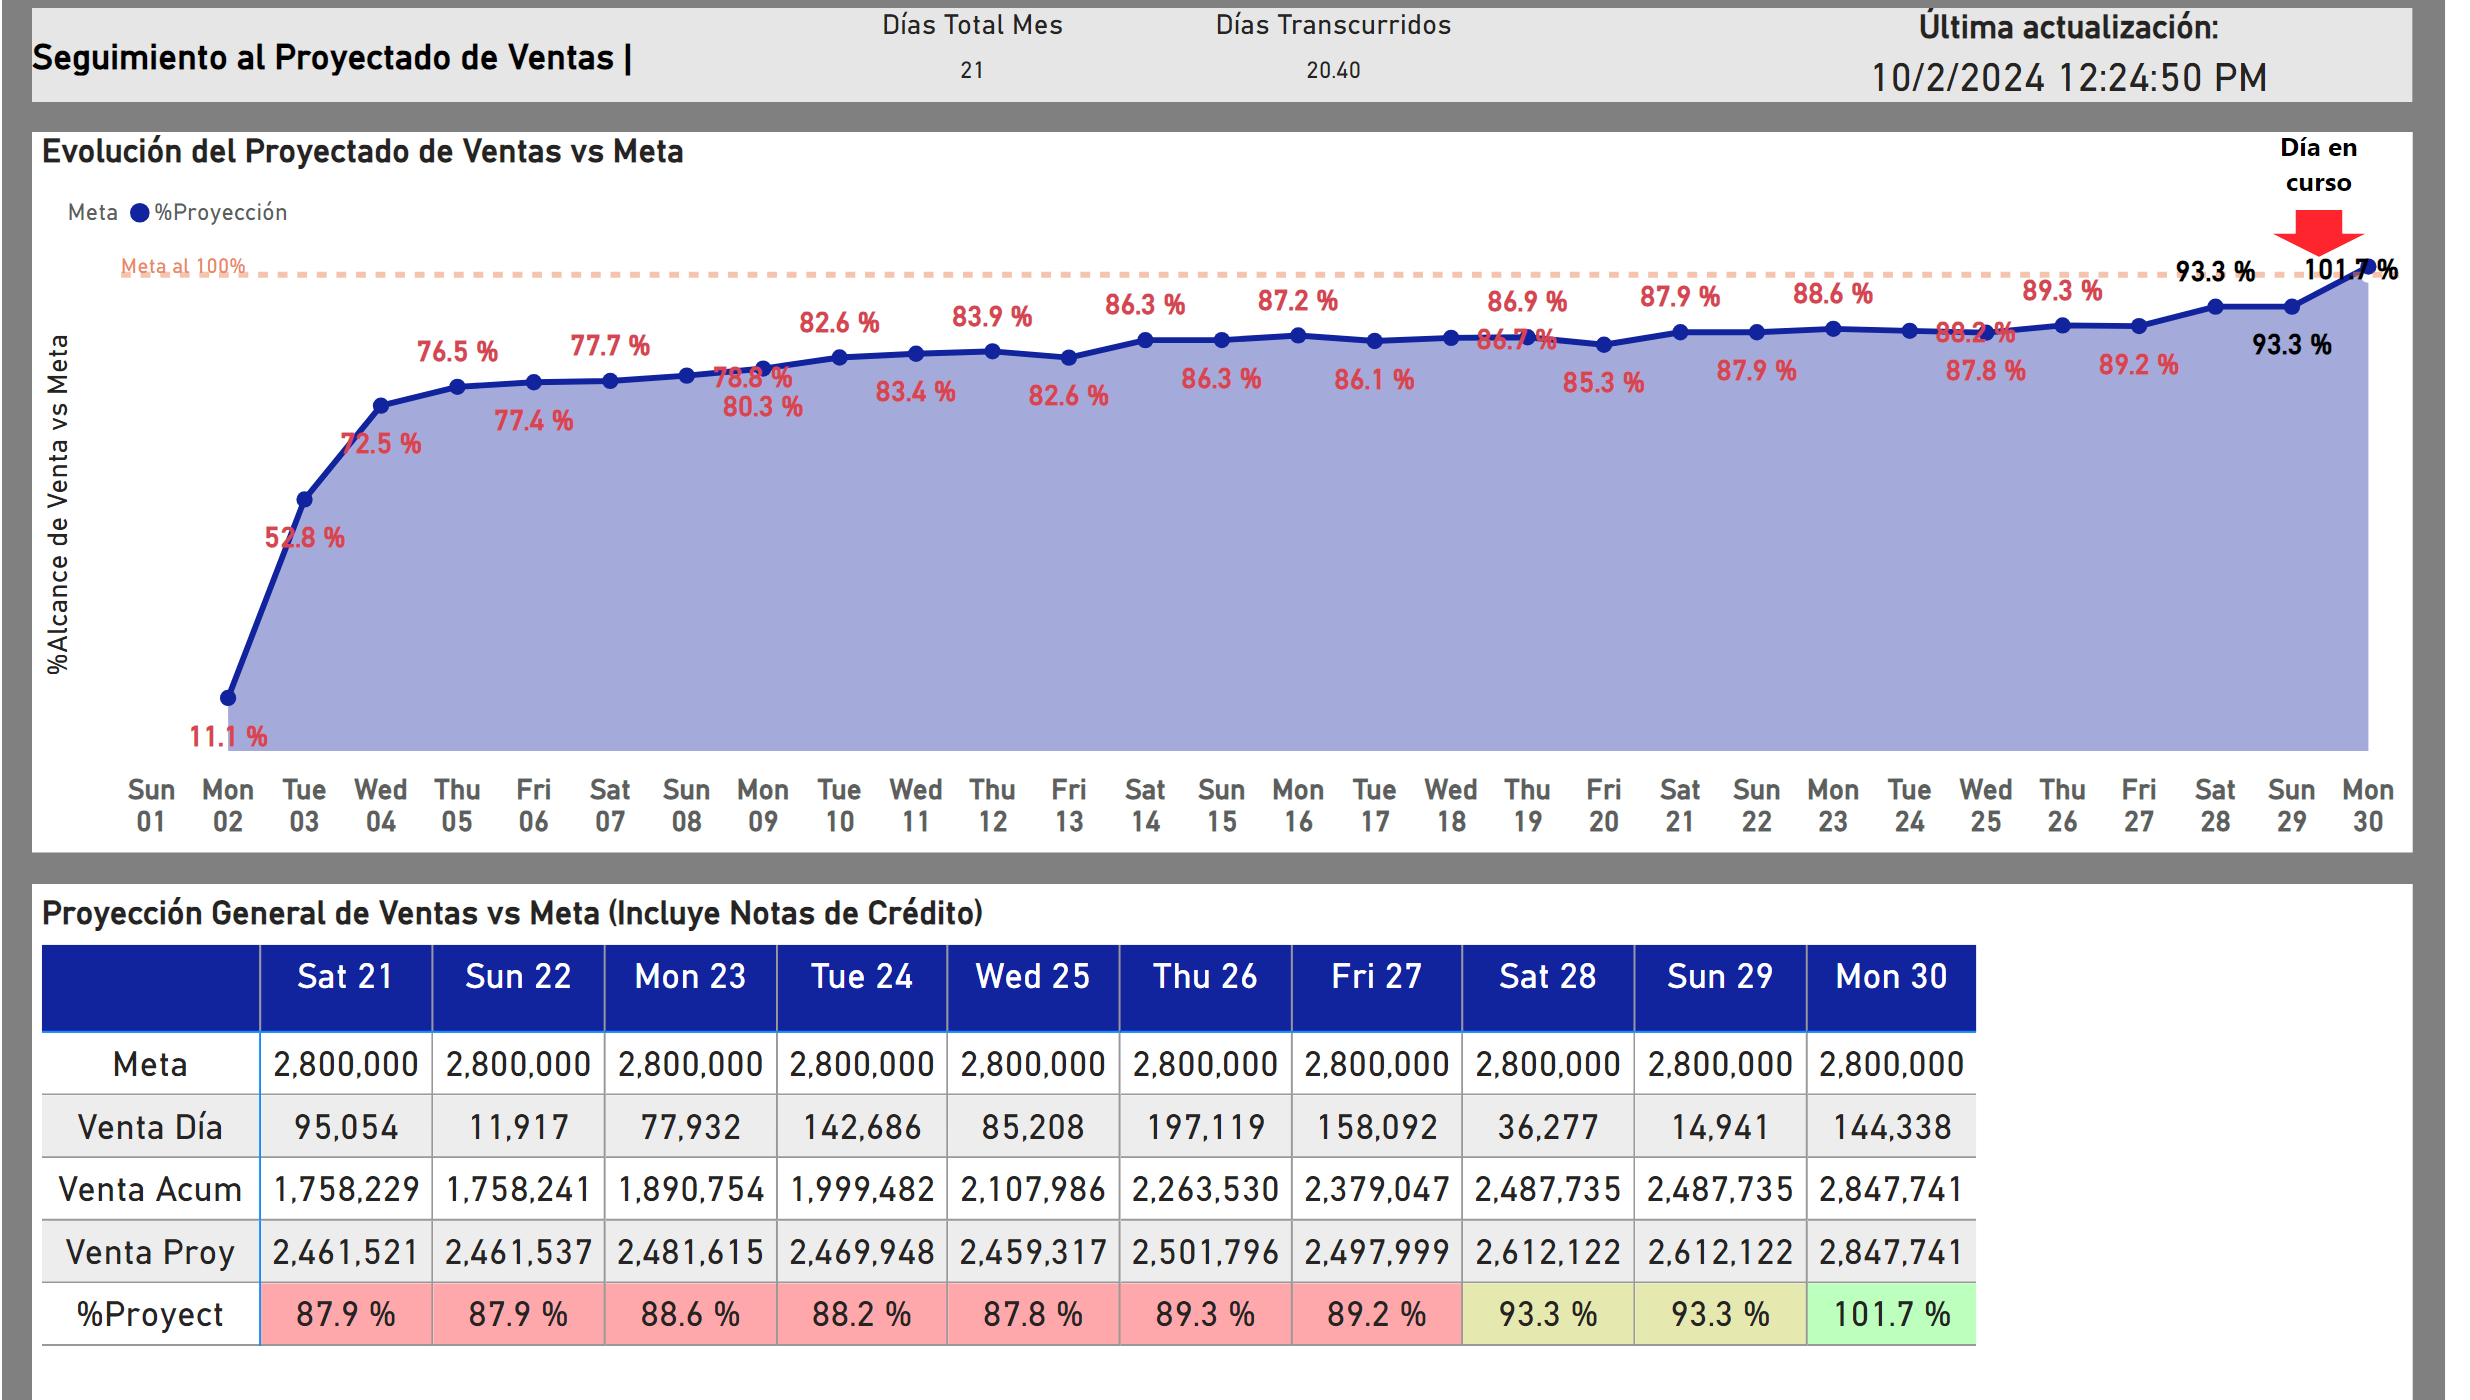 Seguimiento al Proyectado de Ventas |
Días Total Mes
21
Días Transcurridos
20.40
Última actualización:
10/2/2024 12:24:50 PM
Evolución del Proyectado de Ventas vs Meta
Día en
curso
Meta %Proyección
Meta al 100%
%Alcance de Venta vs Meta
11.1 %
52.8 %
72.5 %
76.5 %
77.4 %
77.7 %
78.8 %
80.3 %
82.6 %
83.4 %
83.9 %
82.6 %
86.3 %
86.3 %
87.2 %
86.1 %
86.7 %
86.9 %
85.3 %
87.9 %
87.9 %
88.6 %
88.2 %
87.8 %
89.3 %
89.2 %
93.3 %
93.3 %
101.7 %
Sun Mon Tue Wed Thu Fri Sat Sun Mon Tue Wed Thu Fri Sat Sun Mon Tue Wed Thu Fri Sat Sun Mon Tue Wed Thu Fri Sat Sun Mon
01 02 03 04 05 06 07 08 09 10 11 12 13 14 15 16 17 18 19 20 21 22 23 24 25 26 27 28 29 30
Proyección General de Ventas vs Meta (Incluye Notas de Crédito)
Sat 21 Sun 22 Mon 23 Tue 24 Wed 25 Thu 26 Fri 27 Sat 28 Sun 29 Mon 30
Meta 2,800,000 2,800,000 2,800,000 2,800,000 2,800,000 2,800,000 2,800,000 2,800,000 2,800,000 2,800,000
Venta Día 95,054 11,917 77,932 142,686 85,208 197,119 158,092 36,277 14,941 144,338
Venta Acum 1,758,229 1,758,241 1,890,754 1,999,482 2,107,986 2,263,530 2,379,047 2,487,735 2,487,735 2,847,741
Venta Proy 2,461,521 2,461,537 2,481,615 2,469,948 2,459,317 2,501,796 2,497,999 2,612,122 2,612,122 2,847,741
%Proyect 87.9 % 87.9 % 88.6 % 88.2 % 87.8 % 89.3 % 89.2 % 93.3 % 93.3 % 101.7 %